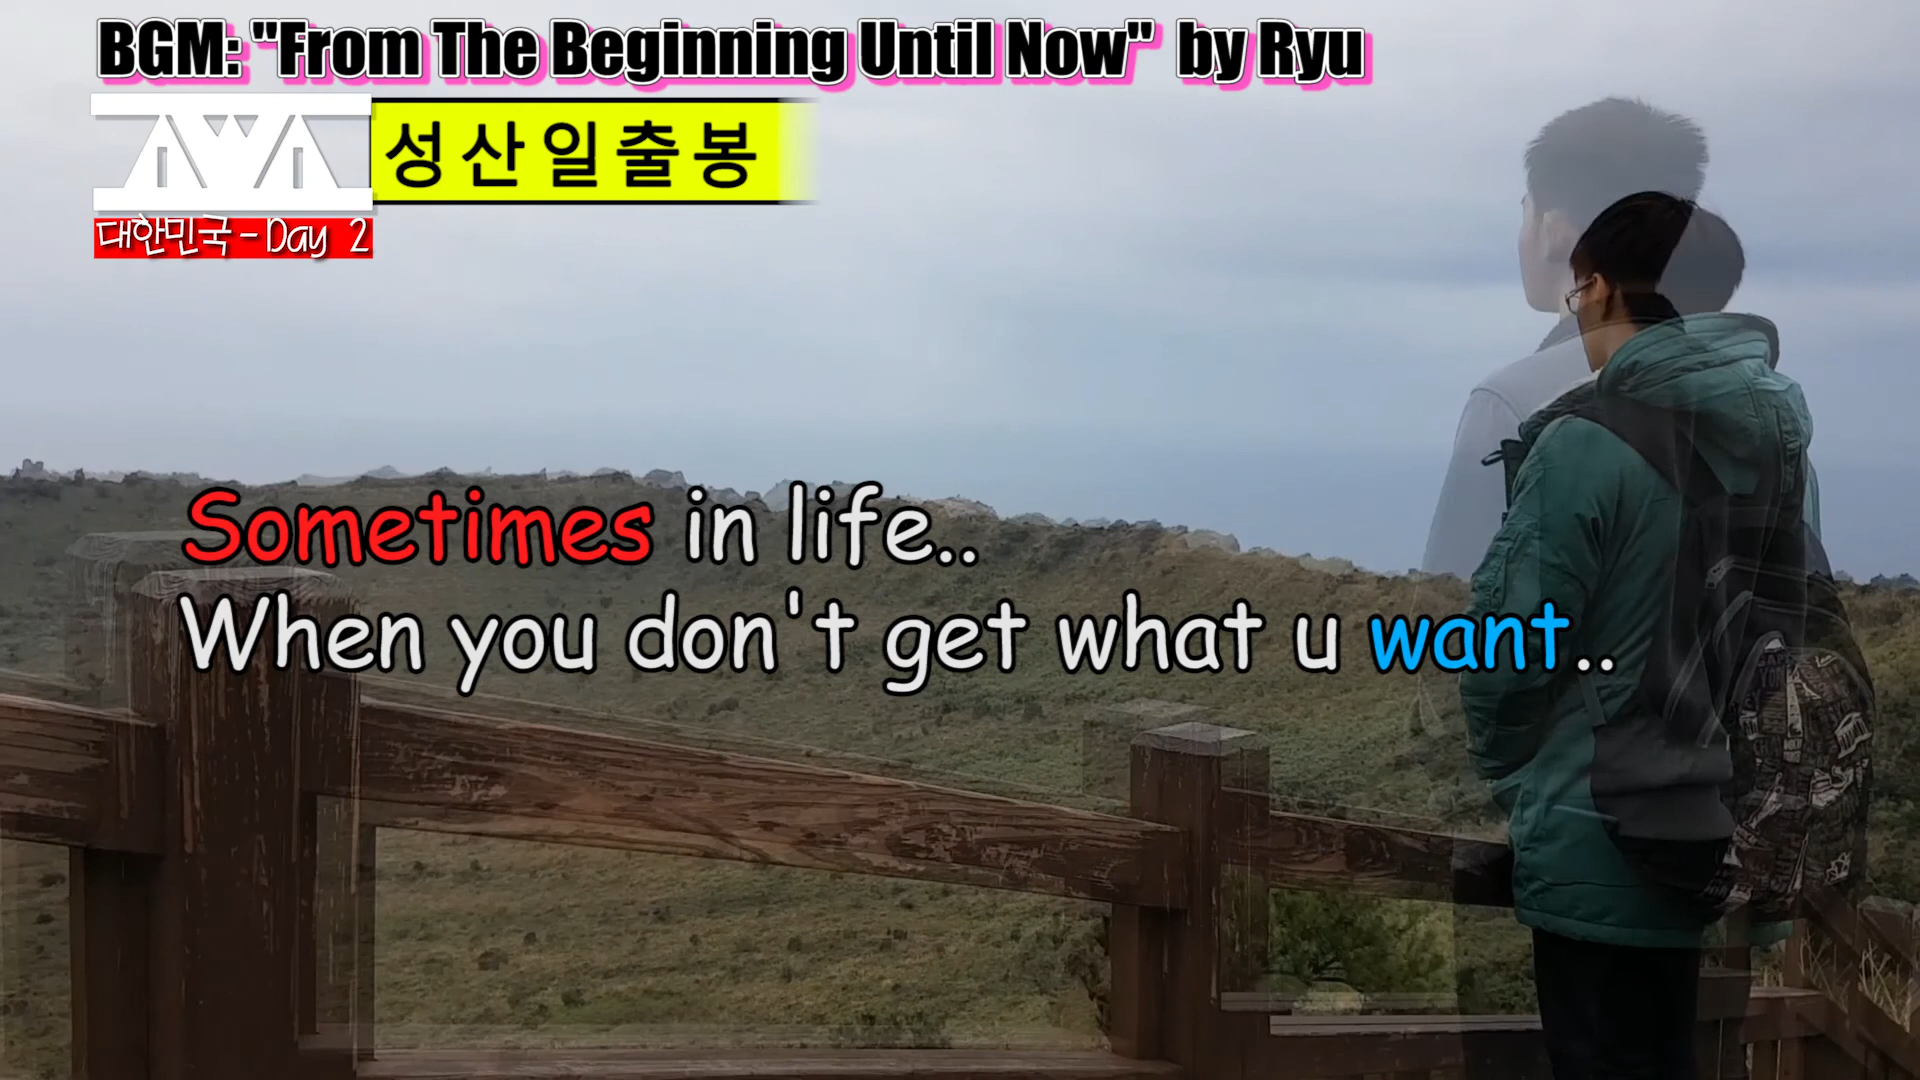 BGM: "From The Beginning Until Now" by Ryu
성산일출봉
대한민국 - Day 2
Sometimes in life..
When you don't get what u want..